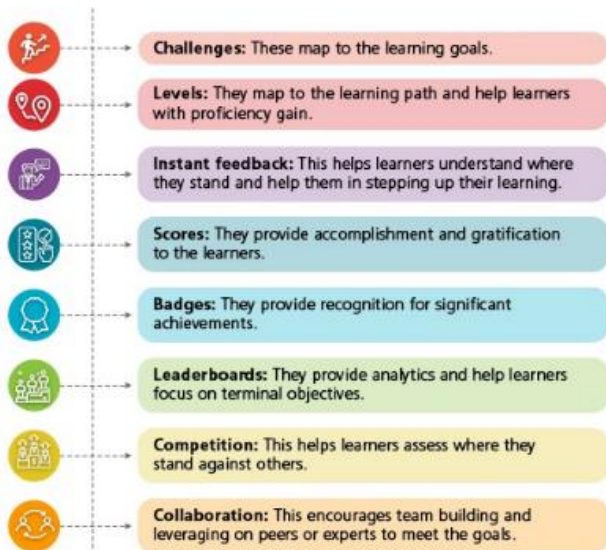 Challenges: These map to the learning goals.
Levels: They map to the learning path and help learners
with proficiency gain.
Instant feedback: This helps learners understand where
they stand and help them in stepping up their learning.
Scores: They provide accomplishment and gratification
to the learners.
Badges: They provide recognition for significant
achievements.
Leaderboards: They provide analytics and help learners
focus on terminal objectives.
Competition: This helps learners assess where they
stand against others.
Collaboration: This encourages team building and
leveraging on peers or experts to meet the goals.